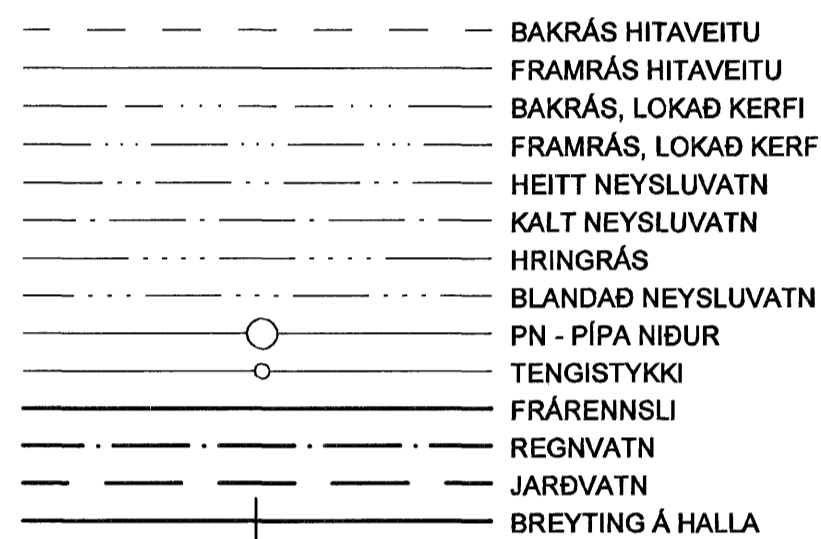 BAKRÁS HITAVEITU
FRAMRÁS HITAVEITU
BAKRÁS, LOKAÐ KERFI
FRAMRÁS, LOKAÐ KERF
HEITT NEYSLUVATN
KALT NEYSLUVATN
HRINGRÁS
BLANDAÐ NEYSLUVATN
PN - PÍPA NIÐUR
TENGISTYKKI
FRÁRENNSLI
REGNVATN
JARÐVATN
BREYTING Á HALLA